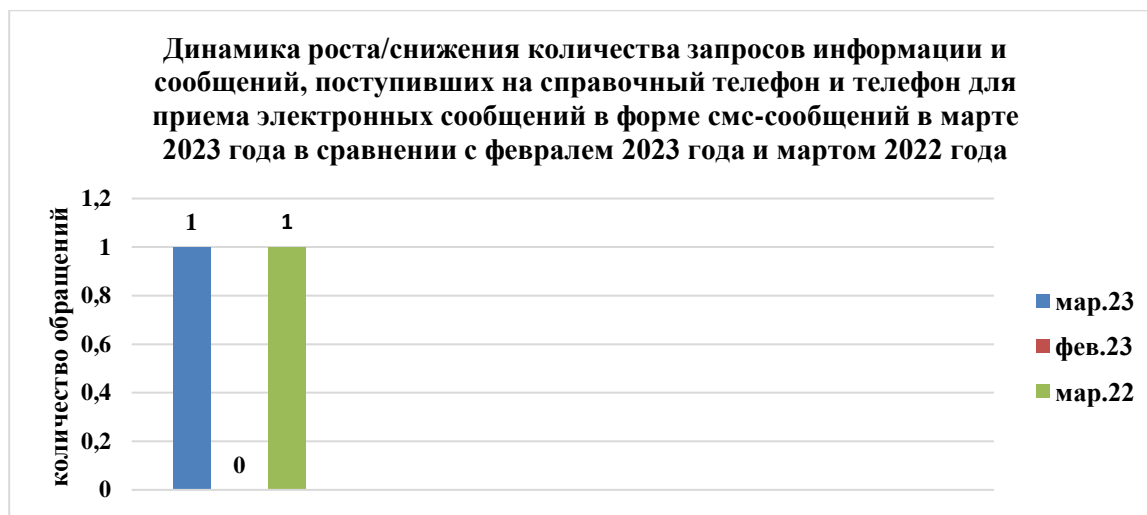 Динамика роста/снижения количества запросов информации и
сообщений, поступивших на справочный телефон и телефон для
приема электронных сообщений в форме смс-сообщений в марте
2023 года в сравнении с февралем 2023 года и мартом 2022 года
количество обращений
1,2
1
0,8
0,6
0,4
0,2
0
1
0
1
мар.23
фев.23
мар.22